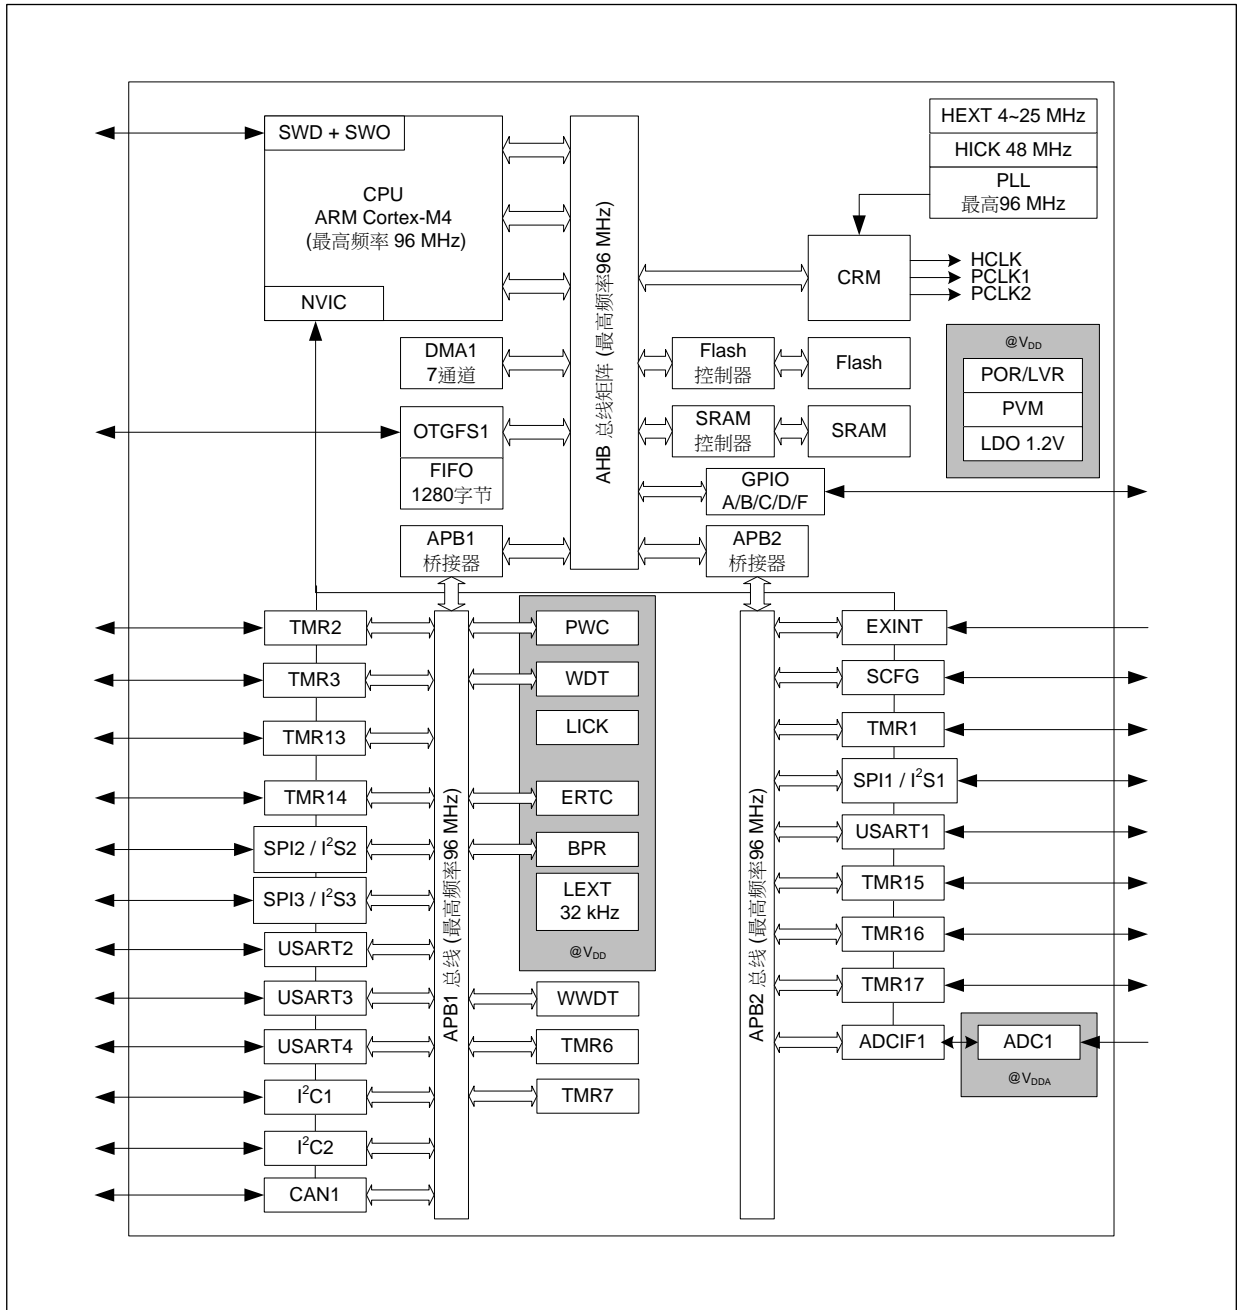 SWD + SWO
CPU
ARM Cortex-M4
(最高频率 96 MHz)
NVIC
HEXT 4~25 MHz
HICK 48 MHz
PLL
最高96 MHz
CRM
HCLK
PCLK1
PCLK2
AHB 总线矩阵 (最高频率96 MHz)
DMA1
7通道
Flash
控制器
Flash
@VDD
POR/LVR
PVM
LDO 1.2V
OTGFS1
FIFO
1280字节
SRAM
控制器
SRAM
GPIO
A/B/C/D/F
APB1
桥接器
APB2
桥接器
TMR2
TMR3
TMR13
TMR14
SPI2 / I²S2
SPI3 / I²S3
USART2
USART3
USART4
I²C1
I²C2
CAN1
APB1 总线 (最高频率96 MHz)
PWC
WDT
LICK
ERTC
BPR
LEXT
32 kHz
@VDD
WWDT
TMR6
TMR7
APB2 总线 (最高频率96 MHz)
EXINT
SCFG
TMR1
SPI1 / I²S1
USART1
TMR15
TMR16
TMR17
ADCIF1
ADC1
@VDDA